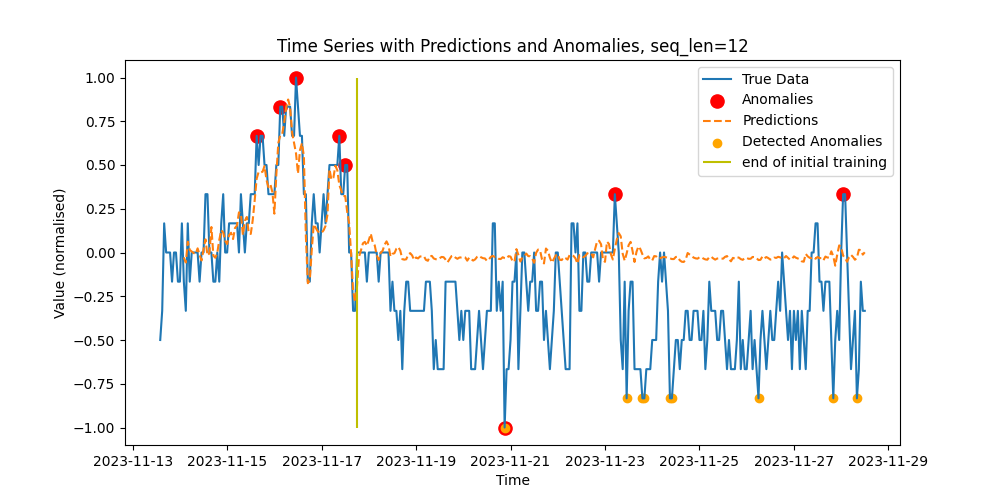 Time Series with Predictions and Anomalies, seq_len=12
True Data
Anomalies
Predictions
Detected Anomalies
end of initial training
Value (normalised)
1.00
0.75
0.50
0.25
0.00
−0.25
−0.50
−0.75
−1.00
2023-11-13 2023-11-15 2023-11-17 2023-11-19 2023-11-21 2023-11-23 2023-11-25 2023-11-27 2023-11-29
Time